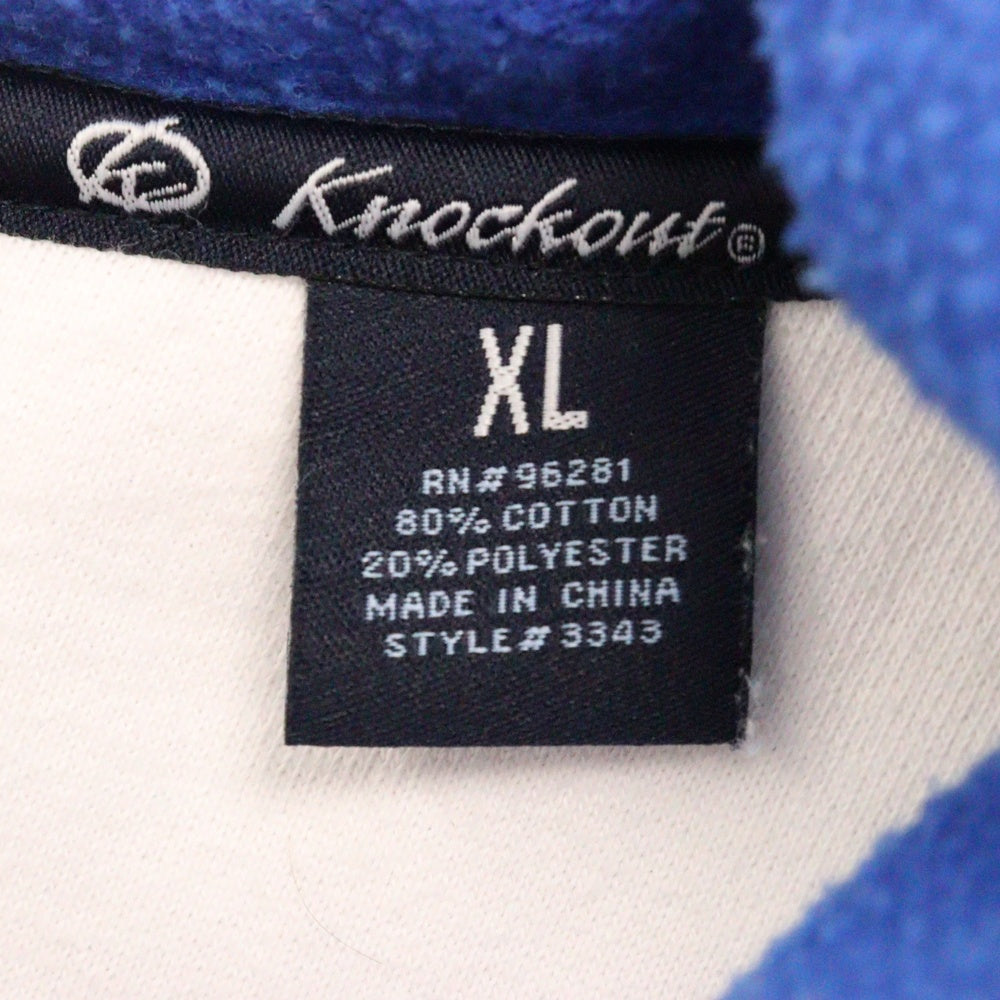 K Knockout®
XL
RN#96281
80% COTTON
20% POLYESTER
MADE IN CHINA
STYLE#3343